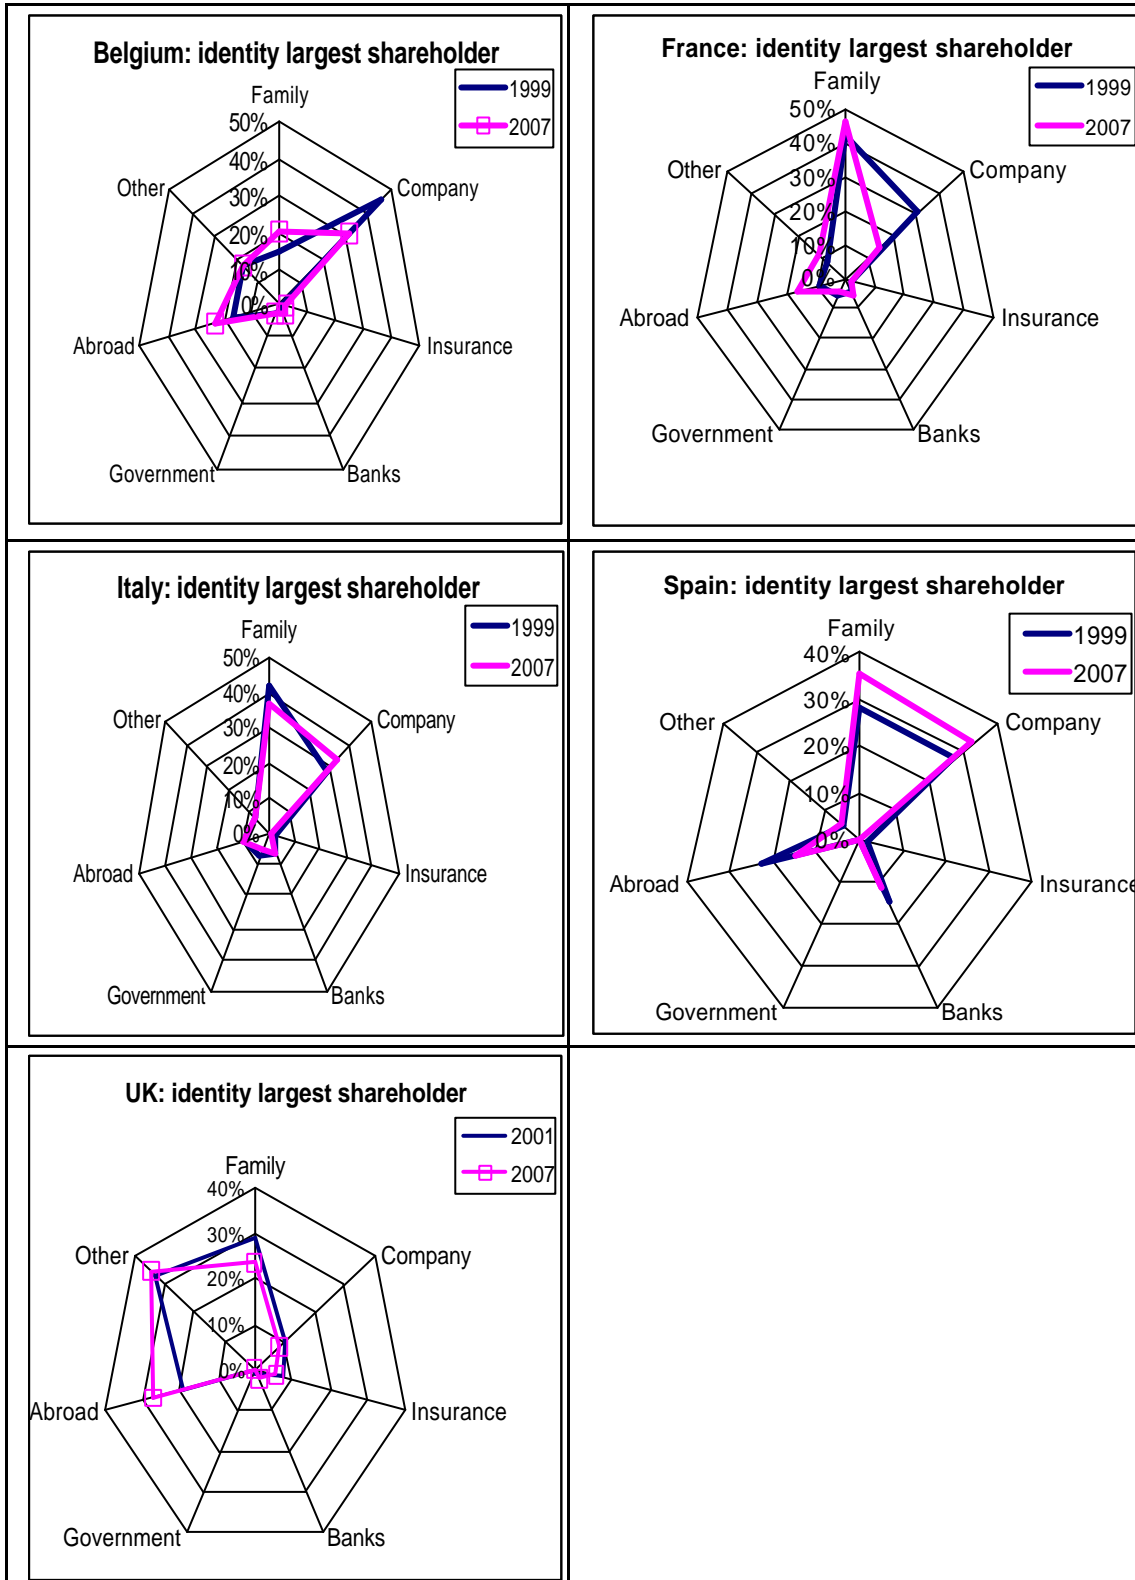 Belgium: identity largest shareholder
1999
2007
Family
50%
40%
30%
20%
10%
0%
Company
Insurance
Banks
Government
Abroad
Other
France: identity largest shareholder
1999
2007
Family
50%
40%
30%
20%
10%
0%
Company
Insurance
Banks
Government
Abroad
Other
Italy: identity largest shareholder
1999
2007
Family
50%
40%
30%
20%
10%
0%
Company
Insurance
Banks
Government
Abroad
Other
Spain: identity largest shareholder
1999
2007
Family
40%
30%
20%
10%
0%
Company
Insurance
Banks
Government
Abroad
Other
UK: identity largest shareholder
2001
2007
Family
40%
30%
20%
10%
0%
Company
Insurance
Banks
Government
Abroad
Other